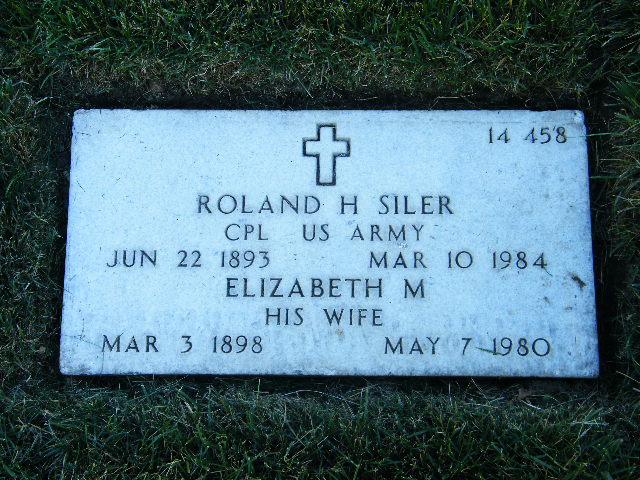 14 458
ROLAND H SILER
CPL US ARMY
JUN 22 1893 MAR 10 1984
ELIZABETH M
HIS WIFE
MAR 3 1898 MAY 7 1980